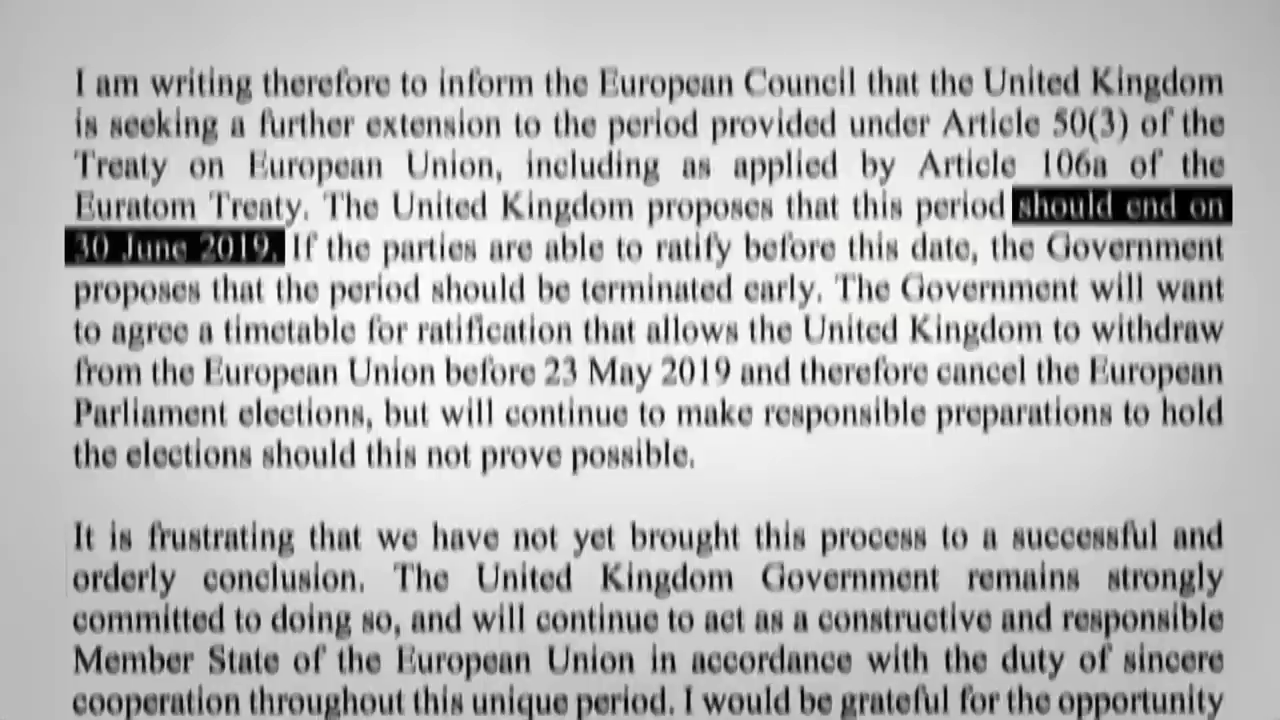 I am writing therefore to inform the European Council that the United Kingdom
is seeking a further extension to the period provided under Article 50(3) of the
Treaty on European Union, including as applied by Article 106a of the
Euratom Treaty. The United Kingdom proposes that this period should end on
30 June 2019. If the parties are able to ratify before this date, the Government
proposes that the period should be terminated early. The Government will want
to agree a timetable for ratification that allows the United Kingdom to withdraw
from the European Union before 23 May 2019 and therefore cancel the European
Parliament elections, but will continue to make responsible preparations to hold
the elections should this not prove possible.
It is frustrating that we have not yet brought this process to a successful and
orderly conclusion. The United Kingdom Government remains strongly
committed to doing so, and will continue to act as a constructive and responsible
Member State of the European Union in accordance with the duty of sincere
cooperation throughout this unique period. I would be grateful for the opportunity